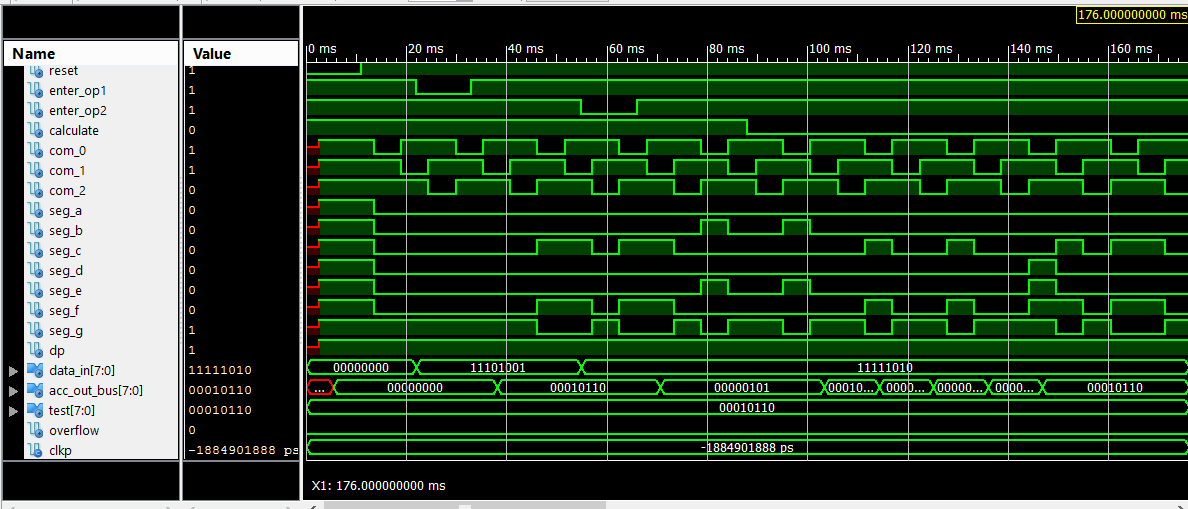 176.000000000 ms
Name Value 0 ms 20 ms 40 ms 60 ms 80 ms 100 ms 120 ms 140 ms 160 ms
reset 1
enter_op1 1
enter_op2 1
calculate 0
com_0 1
com_1 1
com_2 0
seg_a 0
seg_b 0
seg_c 0
seg_d 0
seg_e 0
seg_f 0
seg_g 1
dp 1
data_in[7:0] 11111010 00000000 11101001 11111010
acc_out_bus[7:0] 00010110 ... 00000000 00010110 00000101 00010... 0000... 00000... 0000... 00010110
test[7:0] 00010110 00010110
overflow 0
clkp -1884901888 ps -1884901888 ps
X1: 176.000000000 ms